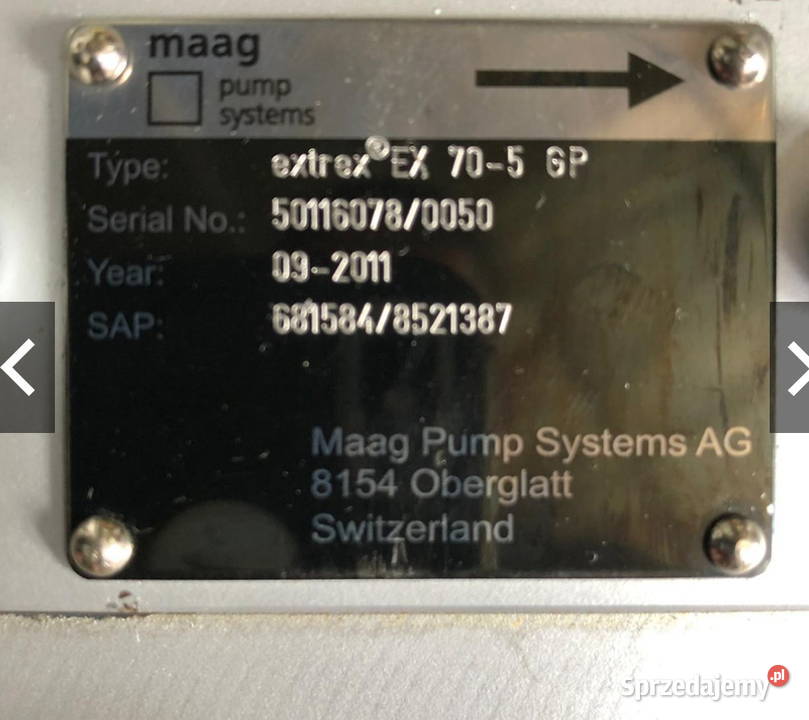 maag
pump
systems
Type: extrex® EX 70-5 GP
Serial No.: 50116078/0050
Year: 09-2011
SAP: 681584/8521387
Maag Pump Systems AG
8154 Oberglatt
Switzerland
Sprzedajemy.pl